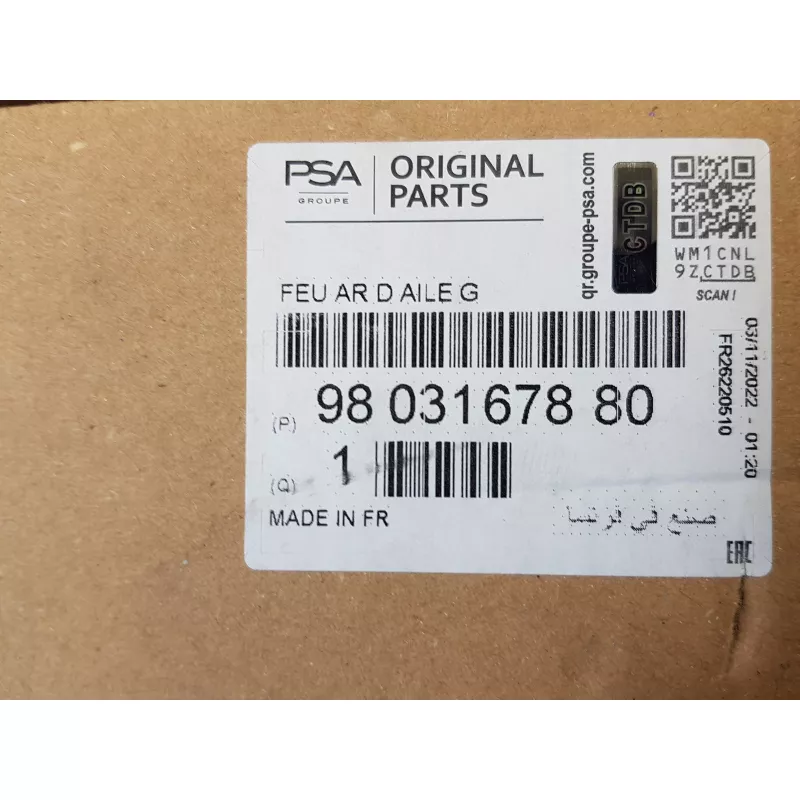 PSA
GROUPE
ORIGINAL
PARTS
qr.groupe-psa.com
CTDB
WM1CNL
9ZCTDB
SCAN!
FEU AR D AILE G
03/11/2022 - 01:20
FR26220510
(P) 98 031678 80
(Q) 1
MADE IN FR
صنع في فرنسا
EAC